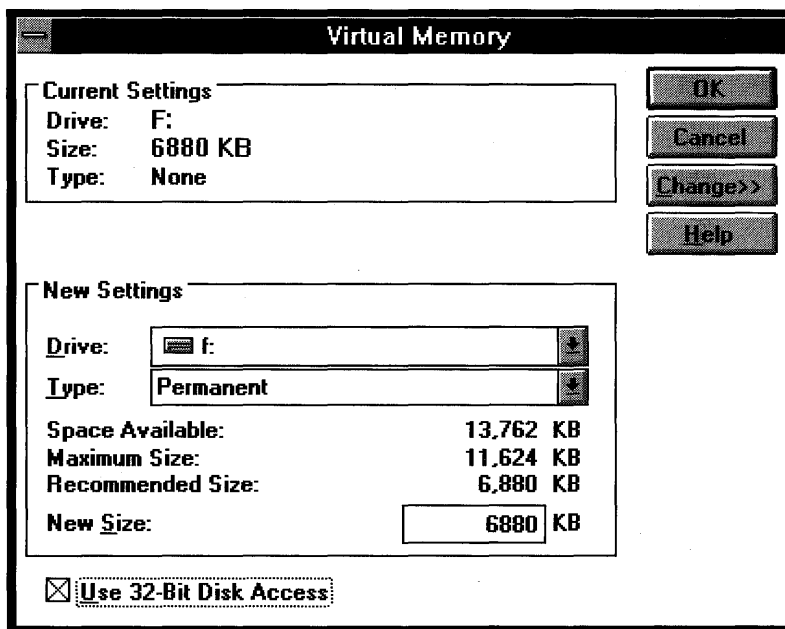 Virtual Memory
Current Settings
Drive: F:
Size: 6880 KB
Type: None
OK
Cancel
Change>>
Help
New Settings
Drive: f:
Type: Permanent
Space Available: 13,762 KB
Maximum Size: 11,624 KB
Recommended Size: 6,880 KB
New Size: 6880 KB
Use 32-Bit Disk Access